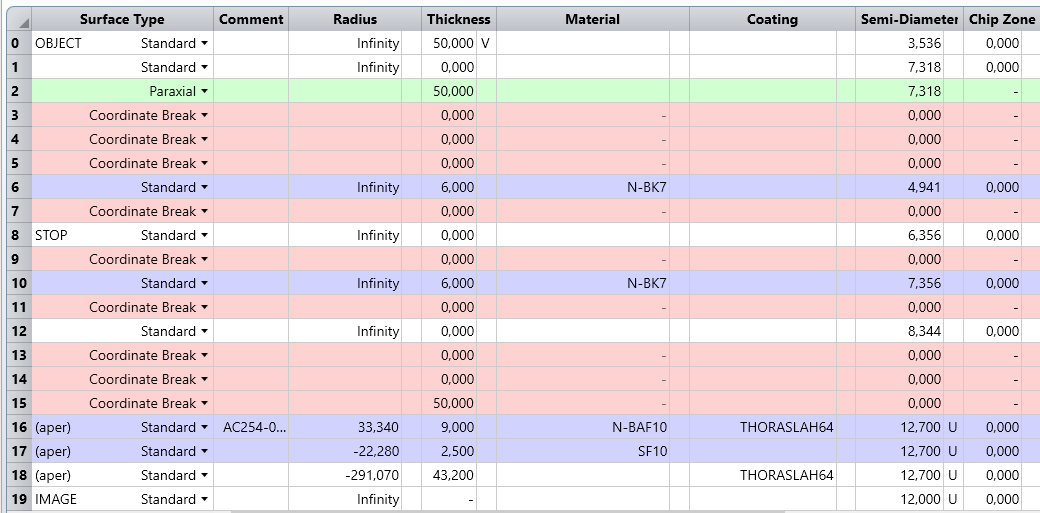 Surface Type Comment Radius Thickness Material Coating Semi-Diameter Chip Zone
0 OBJECT Standard Infinity 50,000 V 3,536 0,000
1 Standard Infinity 0,000 7,318 0,000
2 Paraxial 50,000 7,318 -
3 Coordinate Break 0,000 - 0,000 -
4 Coordinate Break 0,000 - 0,000 -
5 Coordinate Break 0,000 - 0,000 -
6 Standard Infinity 6,000 N-BK7 4,941 0,000
7 Coordinate Break 0,000 - 0,000 -
8 STOP Standard Infinity 0,000 6,356 0,000
9 Coordinate Break 0,000 - 0,000 -
10 Standard Infinity 6,000 N-BK7 7,356 0,000
11 Coordinate Break 0,000 - 0,000 -
12 Standard Infinity 0,000 8,344 0,000
13 Coordinate Break 0,000 - 0,000 -
14 Coordinate Break 0,000 - 0,000 -
15 Coordinate Break 50,000 - 0,000 -
16 (aper) Standard AC254-0... 33,340 9,000 N-BAF10 THORASLAH64 12,700 U 0,000
17 (aper) Standard -22,280 2,500 SF10 12,700 U 0,000
18 (aper) Standard -291,070 43,200 THORASLAH64 12,700 U 0,000
19 IMAGE Standard Infinity - 12,000 U 0,000